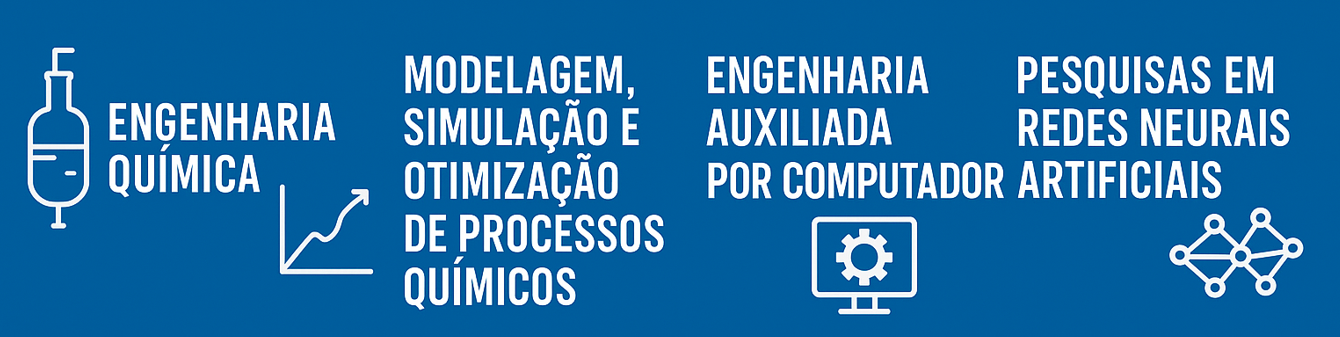 ENGENHARIA
QUÍMICA
MODELAGEM,
SIMULAÇÃO E
OTIMIZAÇÃO
DE PROCESSOS
QUÍMICOS
ENGENHARIA
AUXILIADA
POR COMPUTADOR
PESQUISAS EM
REDES NEURAIS
ARTIFICIAIS